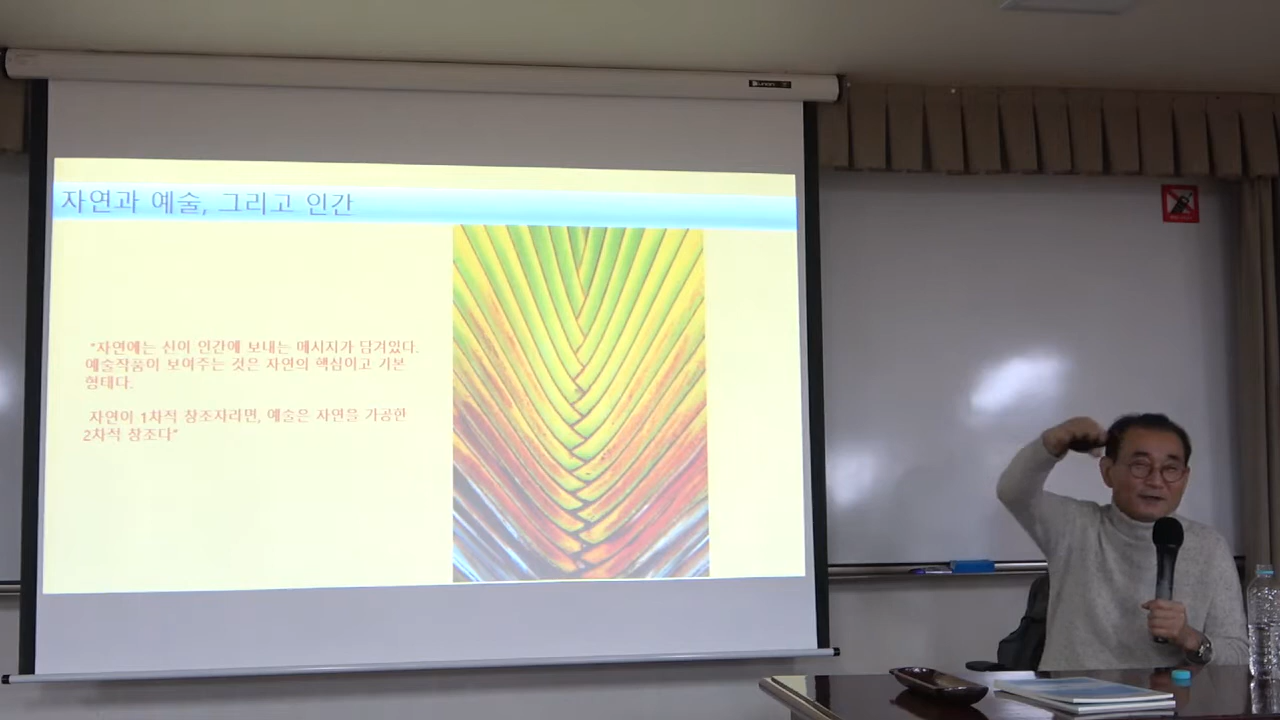 자연과 예술, 그리고 인간
"자연에는 신이 인간에 보내는 메시지가 담겨있다.
예술작품이 보여주는 것은 자연의 핵심이고 기본
형태다.
자연이 1차적 창조자라면, 예술은 자연을 가공한
2차적 창조다"